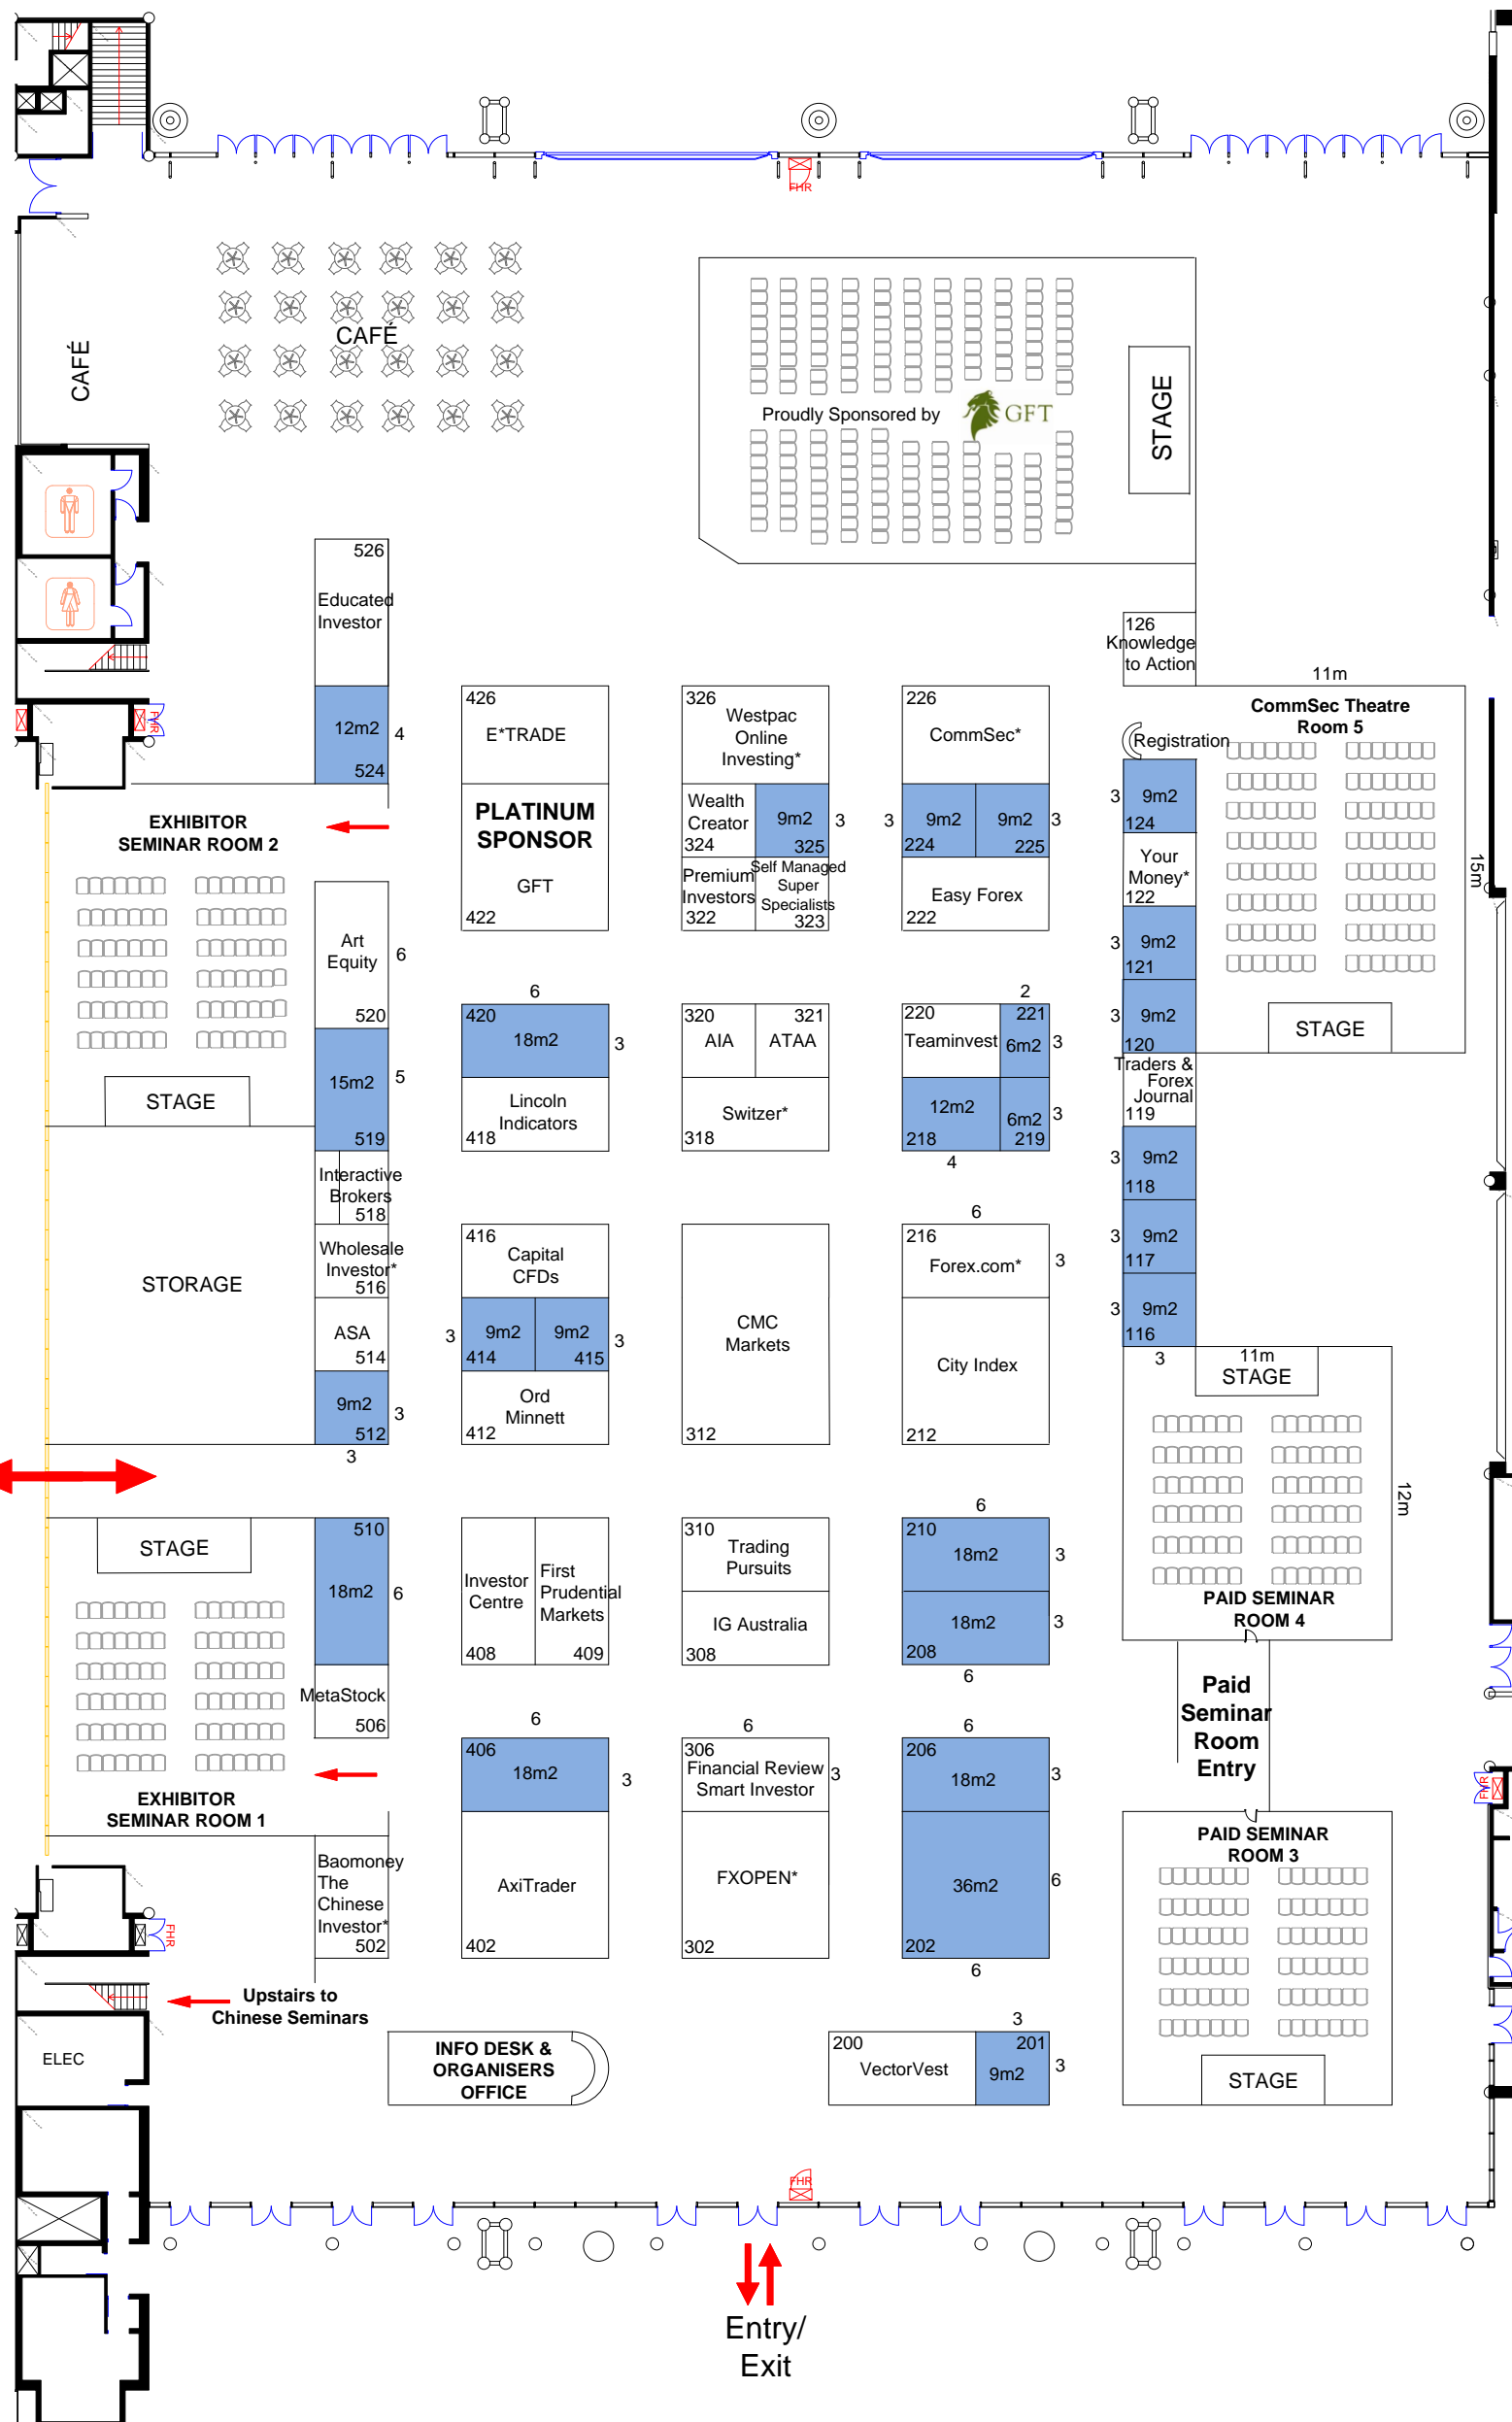 FHR
CAFÉ
CAFÉ
Proudly Sponsored by
GFT
STAGE
526
Educated
Investor
12m2
4
524
FHR
126
Knowledge
to Action
11m
CommSec Theatre
Room 5
Registration
15m
STAGE
426
E*TRADE
PLATINUM
SPONSOR
GFT
422
326
Westpac
Online
Investing*
Wealth
Creator
324
9m2
325
3
Premium
Investors
322
Self Managed
Super
Specialists
323
226
CommSec*
3
9m2
224
9m2
225
3
Easy Forex
222
3
9m2
124
Your
Money*
122
3
9m2
121
3
9m2
120
Traders &
Forex
Journal
119
3
9m2
118
3
9m2
117
3
9m2
116
3
EXHIBITOR
SEMINAR ROOM 2
STAGE
Art
Equity
6
520
15m2
5
519
Interactive
Brokers
518
Wholesale
Investor*
516
ASA
514
9m2
3
512
3
STORAGE
6
420
18m2
3
Lincoln
Indicators
418
320
AIA
321
ATAA
Switzer*
318
2
220
Teaminvest
221
6m2
3
12m2
218
6m2
219
3
4
416
Capital
CFDs
3
9m2
414
9m2
415
3
Ord
Minnett
412
CMC
Markets
312
6
216
Forex.com*
3
City Index
212
11m
STAGE
12m
PAID SEMINAR
ROOM 4
STAGE
510
18m2
6
MetaStock
506
EXHIBITOR
SEMINAR ROOM 1
Investor
Centre
408
First
Prudential
Markets
409
310
Trading
Pursuits
IG Australia
308
6
210
18m2
3
18m2
208
3
6
Paid
Seminar
Room
Entry
6
406
18m2
3
AxiTrader
402
6
306
Financial Review
Smart Investor
3
FXOPEN*
302
6
206
18m2
3
36m2
6
202
6
FHR
PAID SEMINAR
ROOM 3
STAGE
Baomoney
The
Chinese
Investor*
502
FHR
Upstairs to
Chinese Seminars
ELEC
INFO DESK &
ORGANISERS
OFFICE
200
VectorVest
3
201
9m2
3
FHR
Entry/
Exit